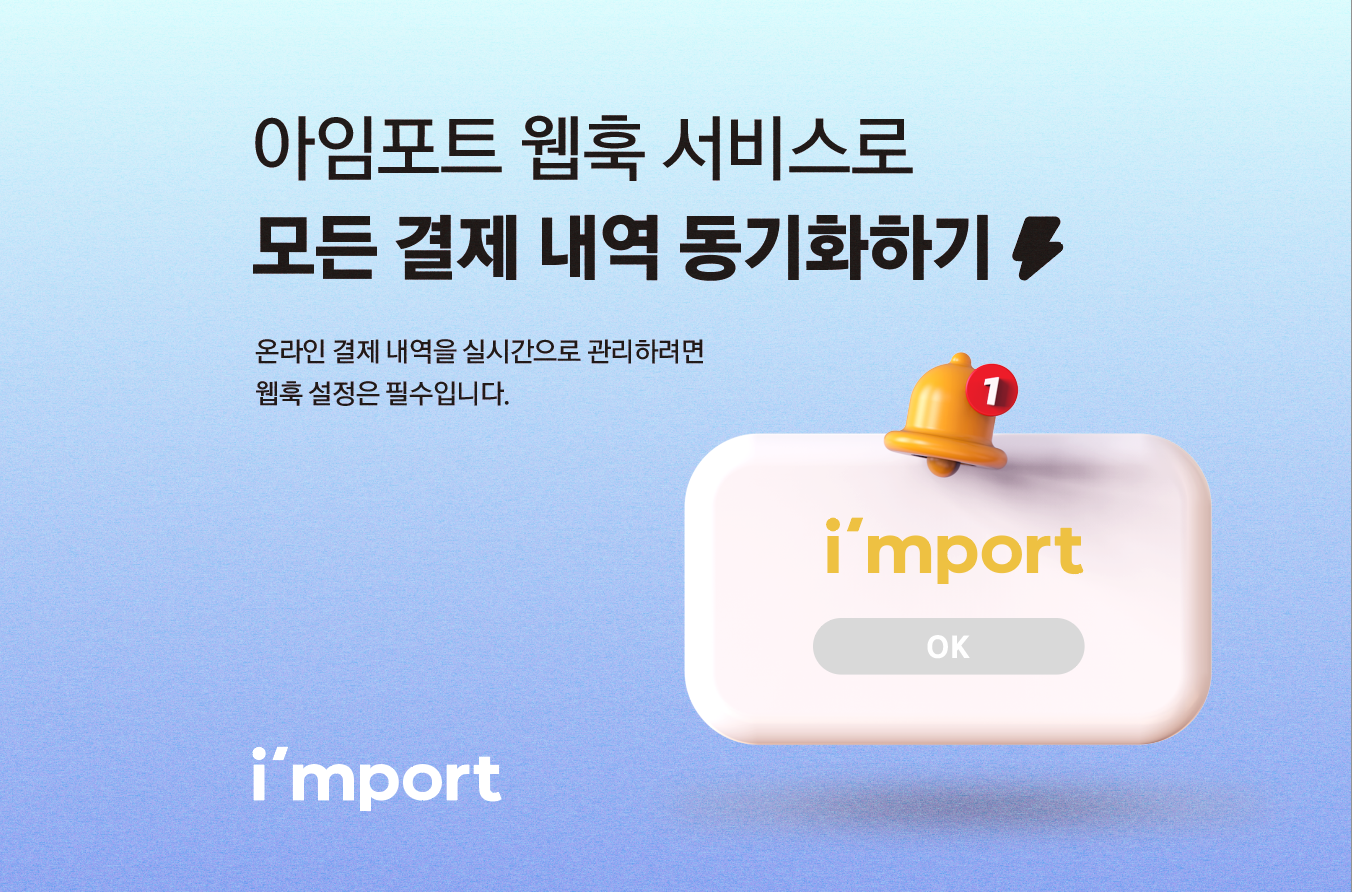 아임포트 웹훅 서비스로
모든 결제 내역 동기화하기
온라인 결제 내역을 실시간으로 관리하려면
웹훅 설정은 필수입니다.
1
i'mport
OK
i'mport